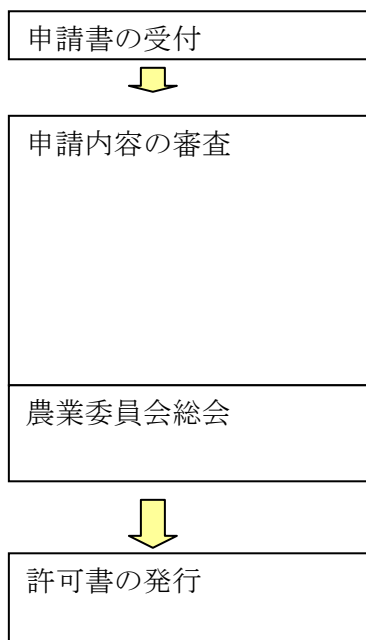 申請書の受付
申請内容の審査
農業委員会総会
許可書の発行